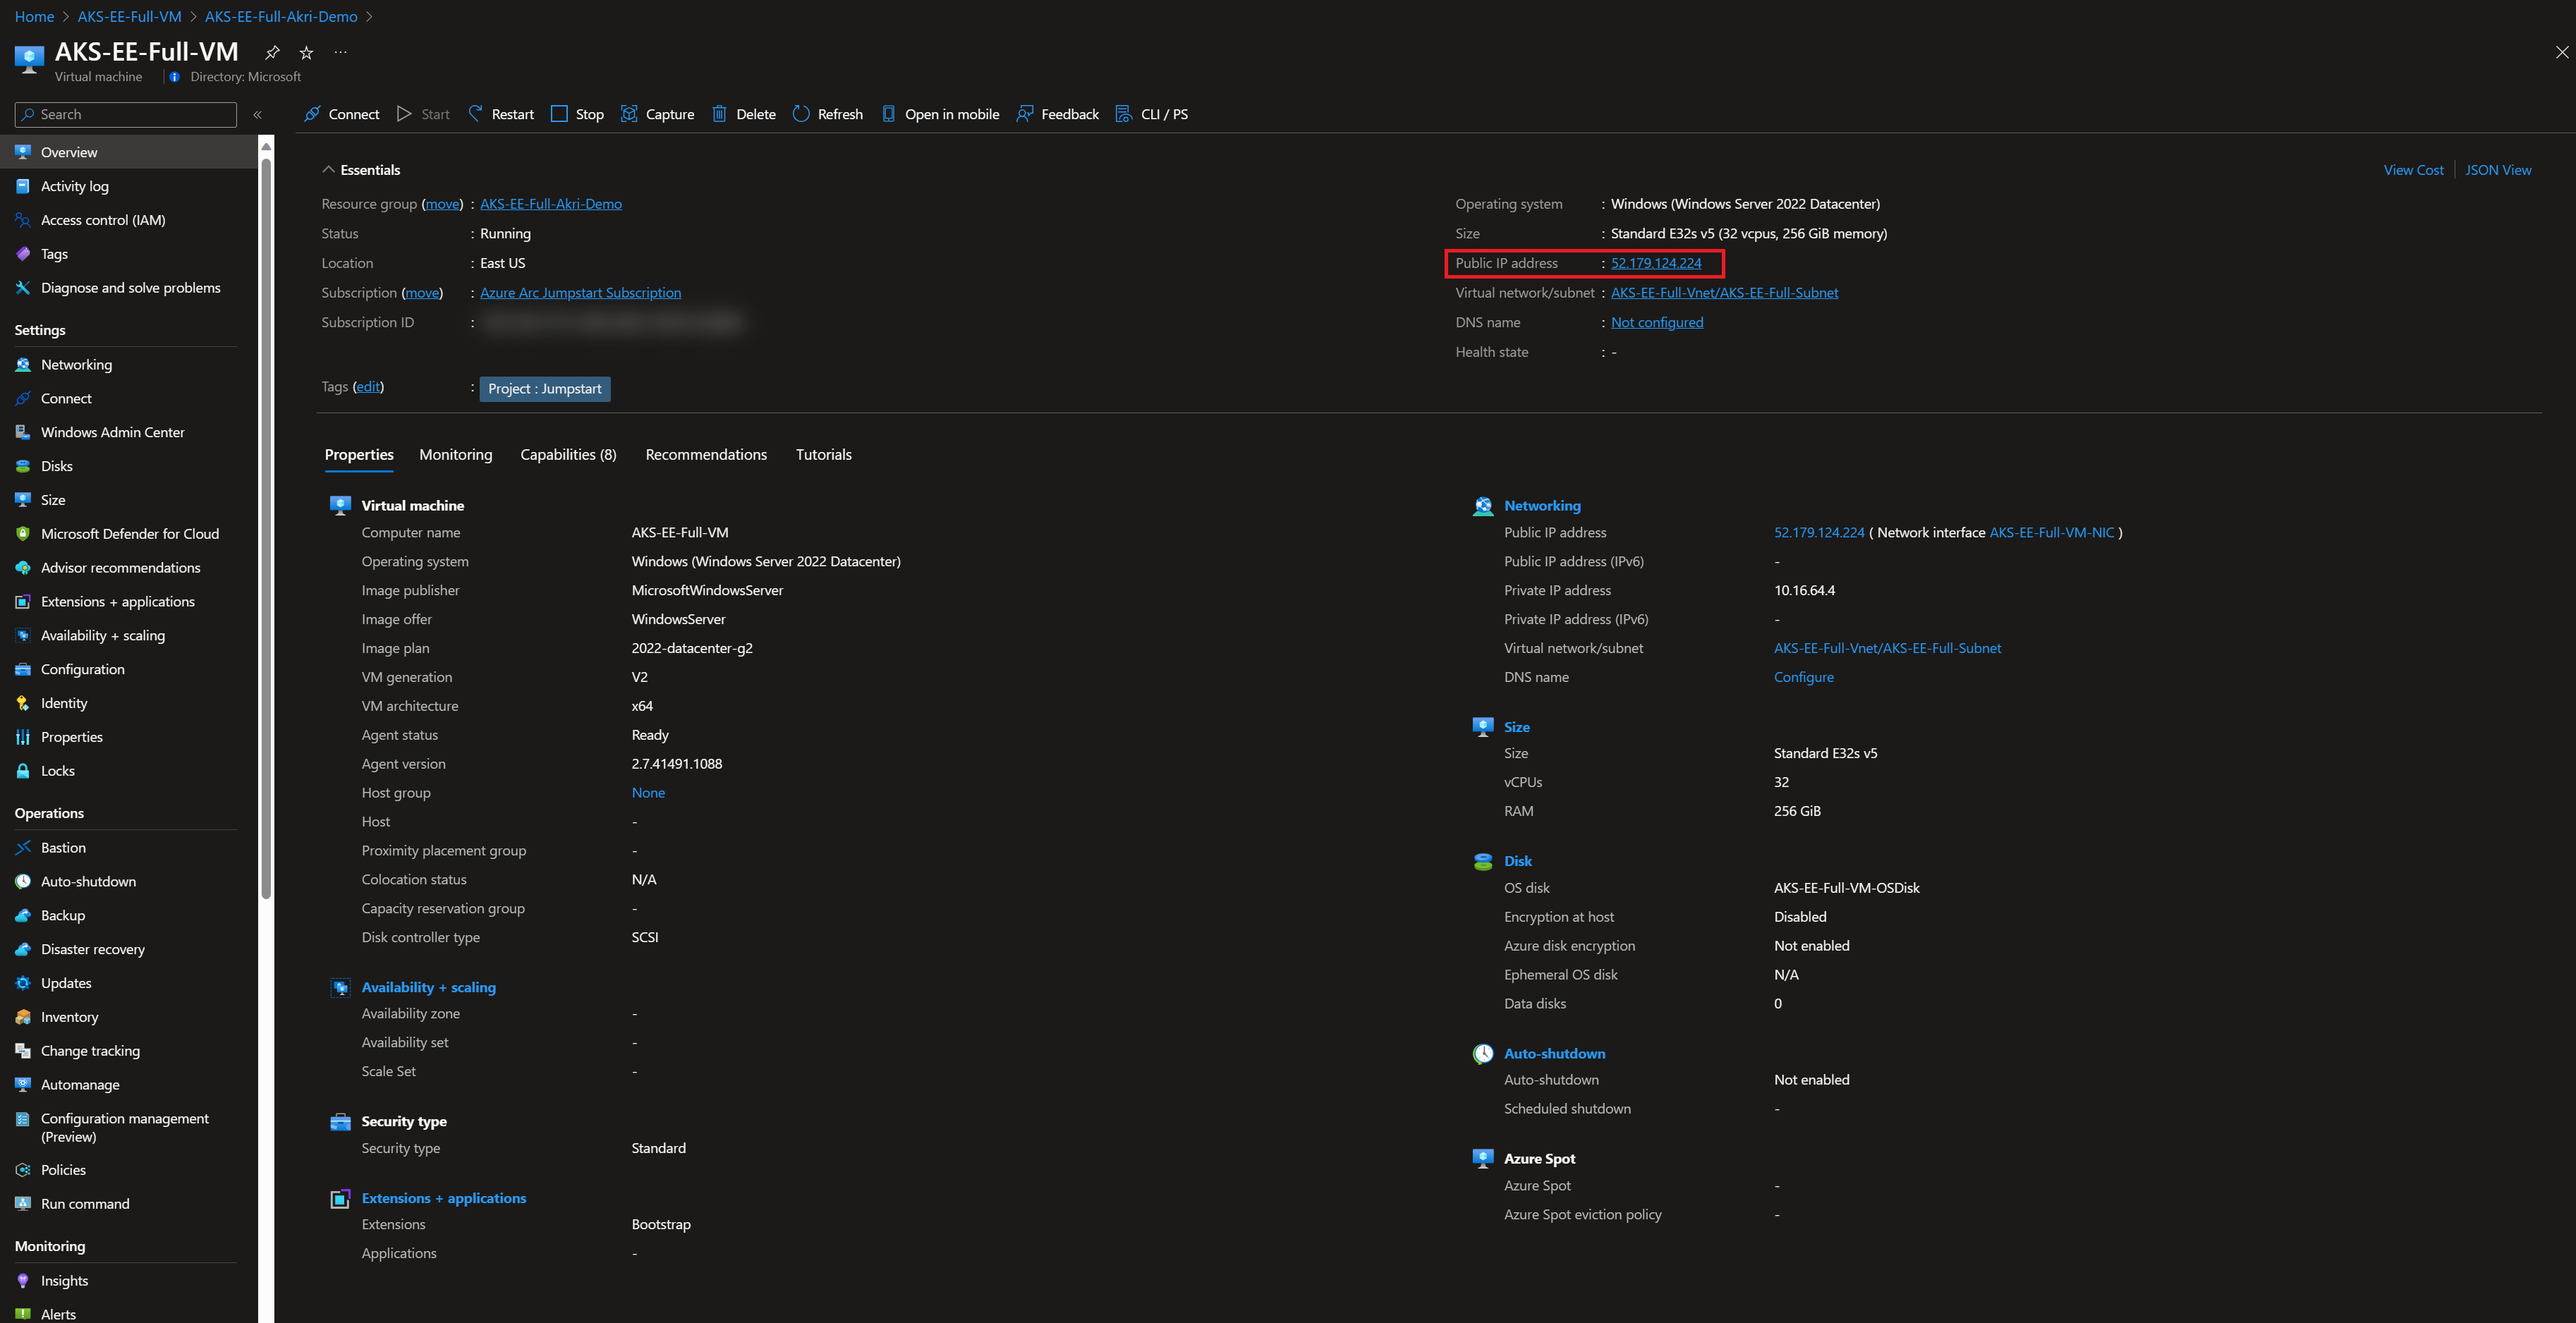 Home > AKS-EE-Full-VM > AKS-EE-Full-Akri-Demo >
AKS-EE-Full-VM ...
Virtual machine | Directory: Microsoft
Search «
Connect Start Restart Stop Capture Delete Refresh Open in mobile Feedback CLI / PS
Overview
Activity log
Access control (IAM)
Tags
Diagnose and solve problems
Settings
Networking
Connect
Windows Admin Center
Disks
Size
Microsoft Defender for Cloud
Advisor recommendations
Extensions + applications
Availability + scaling
Configuration
Identity
Properties
Locks
Operations
Bastion
Auto-shutdown
Backup
Disaster recovery
Updates
Inventory
Change tracking
Automanage
Configuration management
(Preview)
Policies
Run command
Monitoring
Insights
Alerts
Essentials
View Cost | JSON View
Resource group (move) : AKS-EE-Full-Akri-Demo
Status : Running
Location : East US
Subscription (move) : Azure Arc Jumpstart Subscription
Subscription ID :
Tags (edit) : Project : Jumpstart
Operating system : Windows (Windows Server 2022 Datacenter)
Size : Standard E32s v5 (32 vcpus, 256 GiB memory)
Public IP address : 52.179.124.224
Virtual network/subnet : AKS-EE-Full-Vnet/AKS-EE-Full-Subnet
DNS name : Not configured
Health state : -
Properties Monitoring Capabilities (8) Recommendations Tutorials
Virtual machine
Computer name AKS-EE-Full-VM
Operating system Windows (Windows Server 2022 Datacenter)
Image publisher MicrosoftWindowsServer
Image offer WindowsServer
Image plan 2022-datacenter-g2
VM generation V2
VM architecture x64
Agent status Ready
Agent version 2.7.41491.1088
Host group None
Host -
Proximity placement group -
Colocation status N/A
Capacity reservation group -
Disk controller type SCSI
Availability + scaling
Availability zone -
Availability set -
Scale Set -
Security type
Security type Standard
Extensions + applications
Extensions Bootstrap
Applications -
Networking
Public IP address 52.179.124.224 ( Network interface AKS-EE-Full-VM-NIC )
Public IP address (IPv6) -
Private IP address 10.16.64.4
Private IP address (IPv6) -
Virtual network/subnet AKS-EE-Full-Vnet/AKS-EE-Full-Subnet
DNS name Configure
Size
Size Standard E32s v5
vCPUs 32
RAM 256 GiB
Disk
OS disk AKS-EE-Full-VM-OSDisk
Encryption at host Disabled
Azure disk encryption Not enabled
Ephemeral OS disk N/A
Data disks 0
Auto-shutdown
Auto-shutdown Not enabled
Scheduled shutdown -
Azure Spot
Azure Spot -
Azure Spot eviction policy -